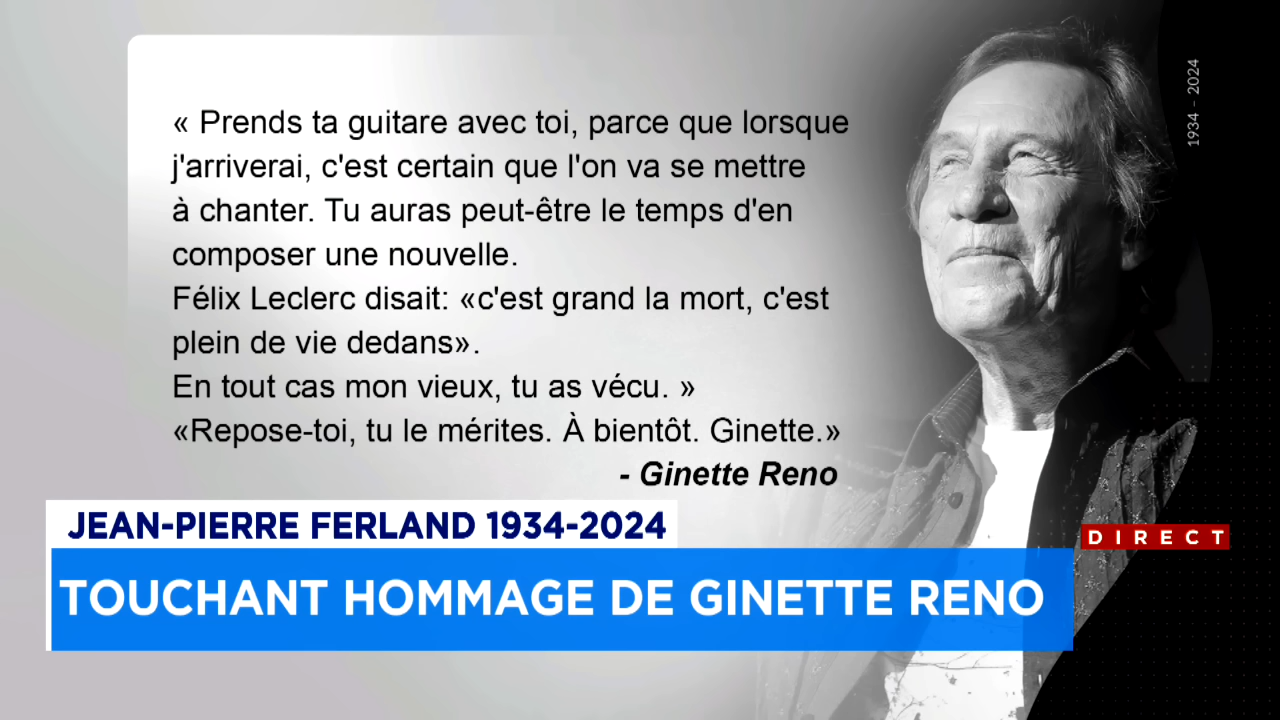 « Prends ta guitare avec toi, parce que lorsque
j'arriverai, c'est certain que l'on va se mettre
à chanter. Tu auras peut-être le temps d'en
composer une nouvelle.
Félix Leclerc disait: «c'est grand la mort, c'est
plein de vie dedans».
En tout cas mon vieux, tu as vécu. »
«Repose-toi, tu le mérites. À bientôt. Ginette.»
- Ginette Reno
1934 - 2024
JEAN-PIERRE FERLAND 1934-2024
DIRECT
TOUCHANT HOMMAGE DE GINETTE RENO